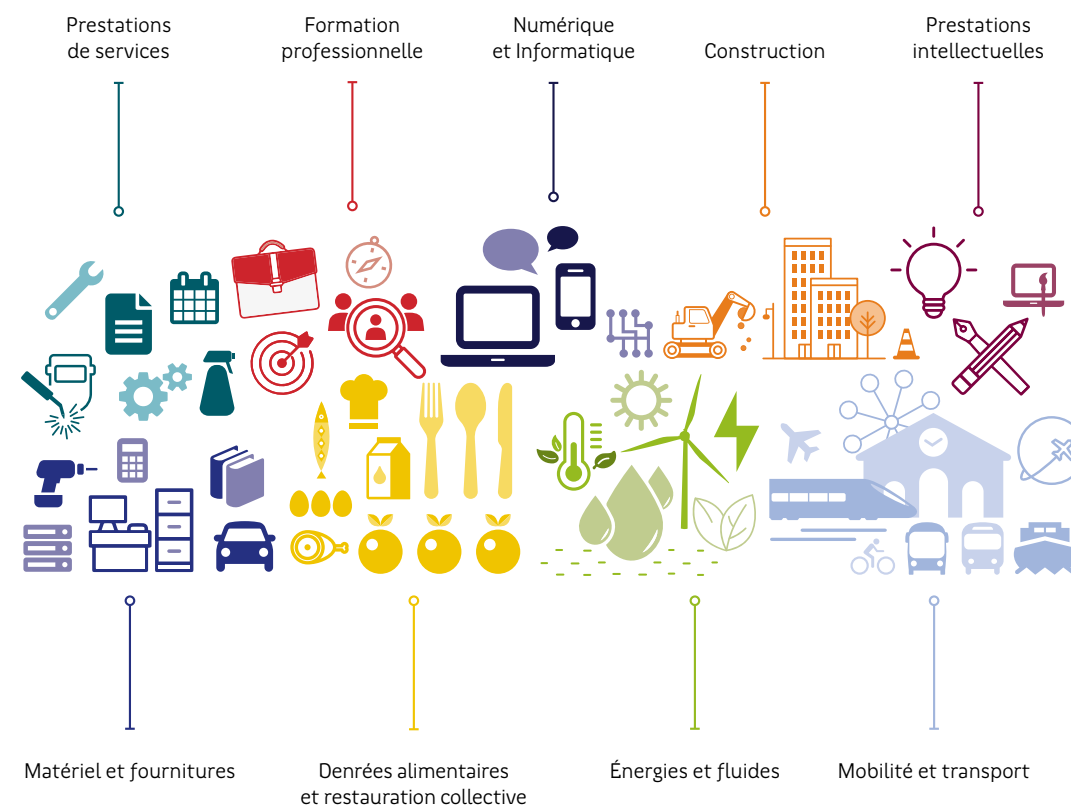 Prestations
de services
Formation
professionnelle
Numérique
et Informatique
Construction
Prestations
intellectuelles
Matériel et fournitures
Denrées alimentaires
et restauration collective
Énergies et fluides
Mobilité et transport